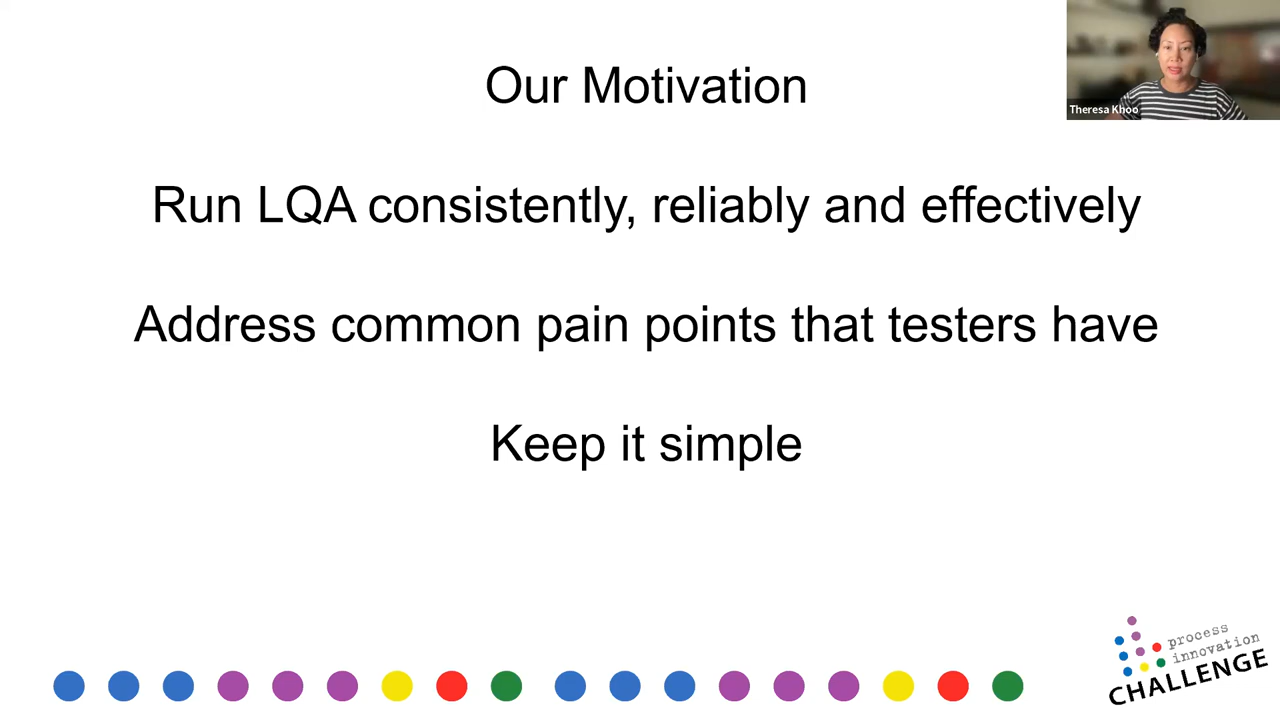 Our Motivation
Theresa Khoo
Run LQA consistently, reliably and effectively
Address common pain points that testers have
Keep it simple
process
innovation
CHALLENGE